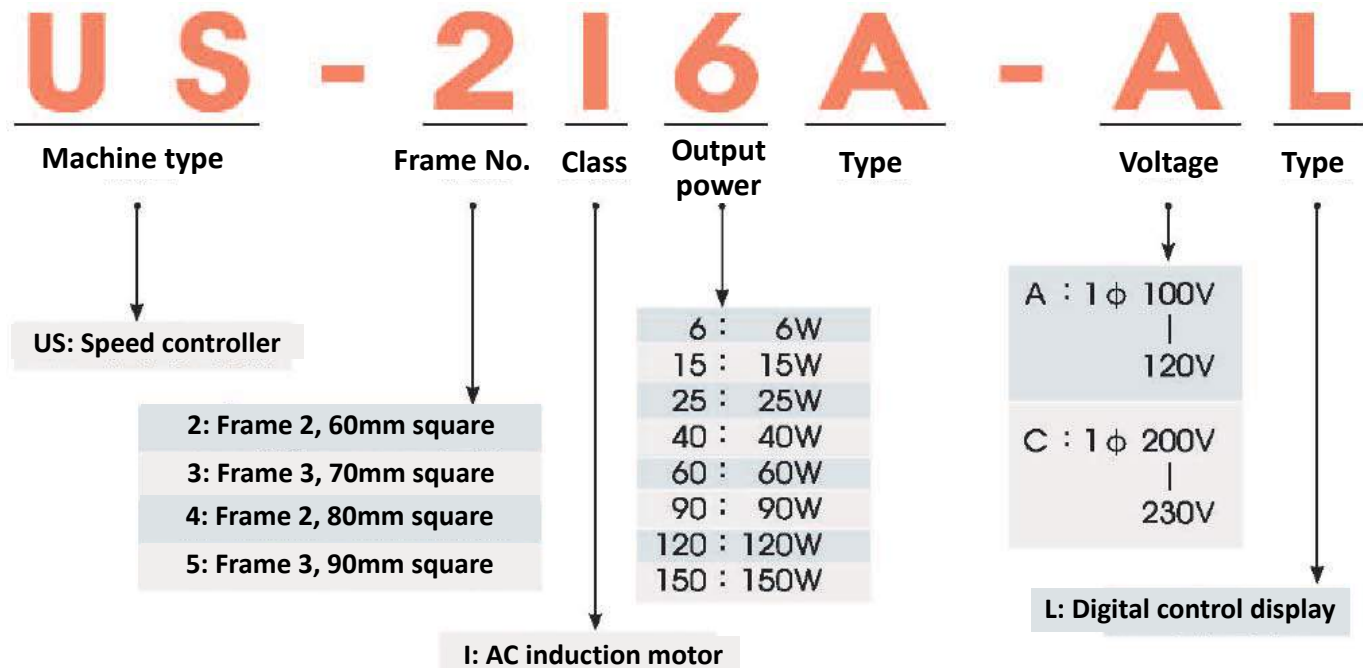 US-2I6A-AL
Machine type
Frame No.
Class
Output
power
Type
Voltage
Type
US: Speed controller
2: Frame 2, 60mm square
3: Frame 3, 70mm square
4: Frame 2, 80mm square
5: Frame 3, 90mm square
I: AC induction motor
6 : 6W
15 : 15W
25 : 25W
40 : 40W
60 : 60W
90 : 90W
120 : 120W
150 : 150W
A : 1ϕ 100V
|
120V
C : 1ϕ 200V
|
230V
L: Digital control display